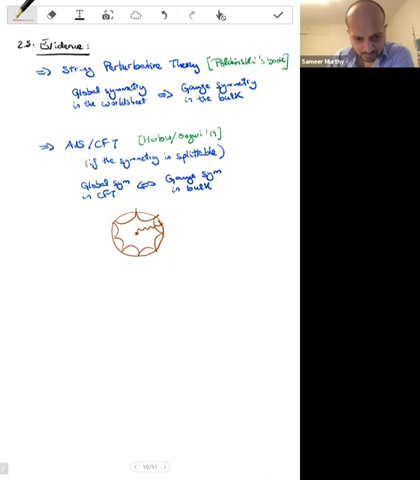 2.5. Evidence:
Sameer Murthy
⇒ String Perturbative Theory [Polchinski's book]
Global symmetry in the worldsheet ⇒ Gauge symmetry in the bulk
⇒ AdS/CFT [Harlow/Ooguri '19]
(if the symmetry is splittable)
Global sym in CFT ⇔ Gauge sym in bulk
10/51